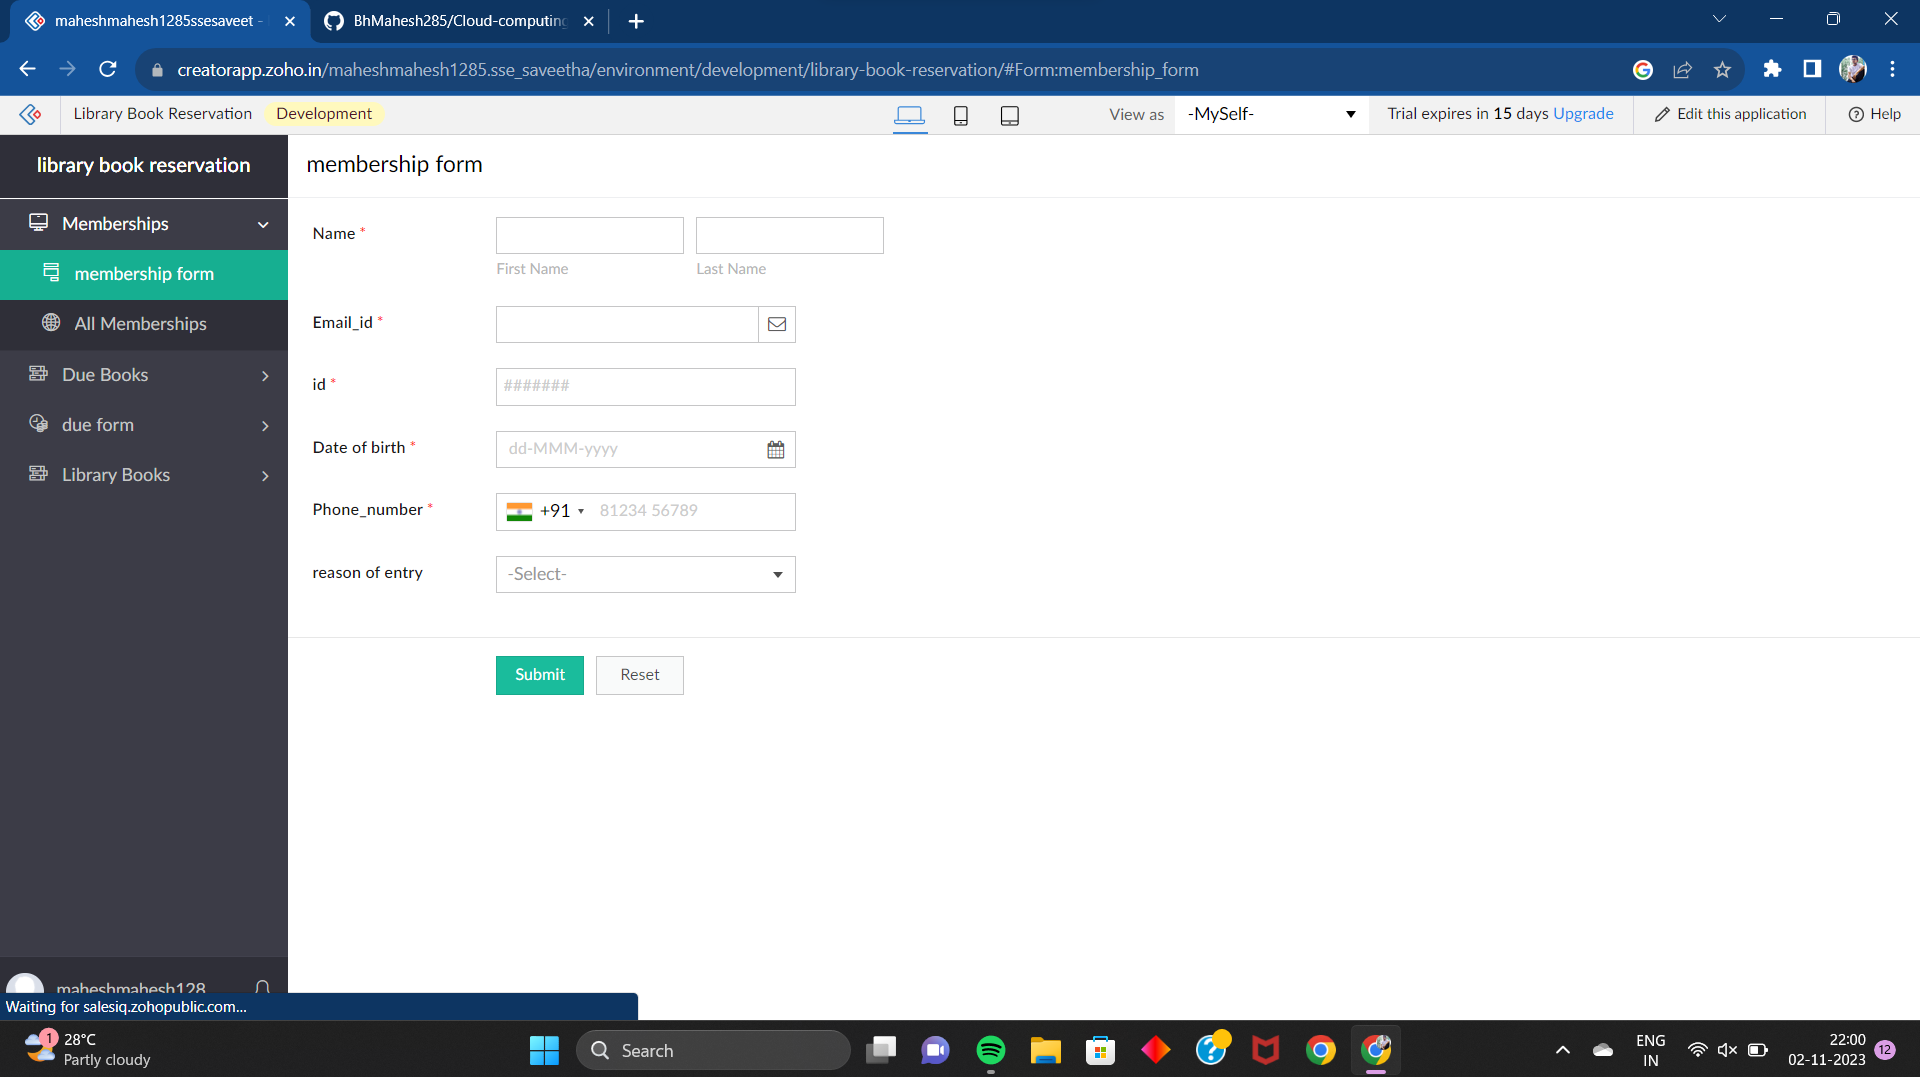 maheshmahesh1285ssesaveet -
BhMahesh285/Cloud-computing
creatorapp.zoho.in/maheshmahesh1285.sse_saveetha/environment/development/library-book-reservation/#Form:membership_form
Library Book Reservation Development
View as -MySelf-
Trial expires in 15 days Upgrade
Edit this application
Help
library book reservation
membership form
Memberships
membership form
All Memberships
Due Books
due form
Library Books
Name *
First Name Last Name
Email_id *
id * #######
Date of birth * dd-MMM-yyyy
Phone_number * +91 81234 56789
reason of entry -Select-
Submit Reset
maheshmahesh128
Waiting for salesiq.zohopublic.com...
1
28°C
Partly cloudy
Search
ENG
IN
22:00
02-11-2023
12